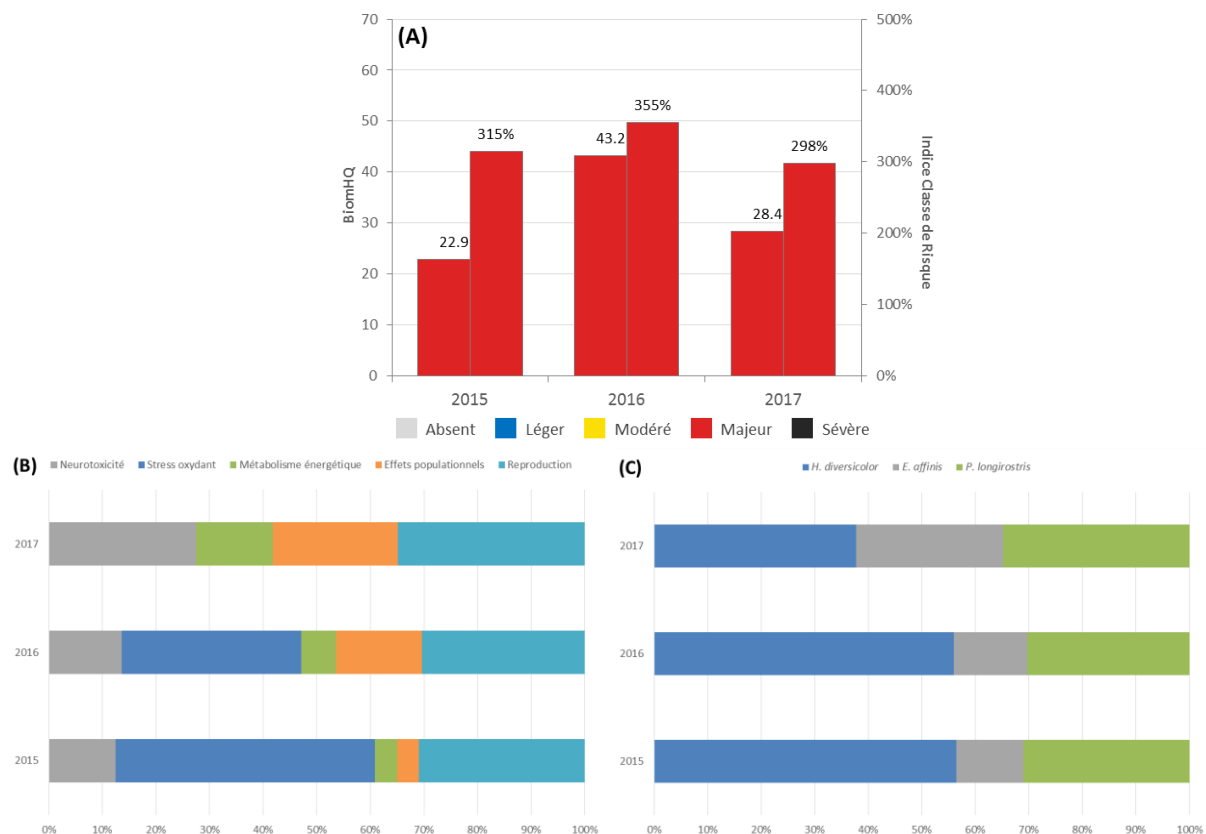 (A)
70
60
50
40
30
20
10
0
BiomHQ
500%
400%
300%
200%
100%
0%
Indice Classe de Risque
22.9
315%
43.2
355%
28.4
298%
2015 2016 2017
Absent Léger Modéré Majeur Sévère
(B)
Neurotoxicité Stress oxydant Métabolisme énergétique Effets populationnels Reproduction
2017
2016
2015
0% 10% 20% 30% 40% 50% 60% 70% 80% 90% 100%
(C)
H. diversicolor E. affinis P. longirostris
2017
2016
2015
0% 10% 20% 30% 40% 50% 60% 70% 80% 90% 100%